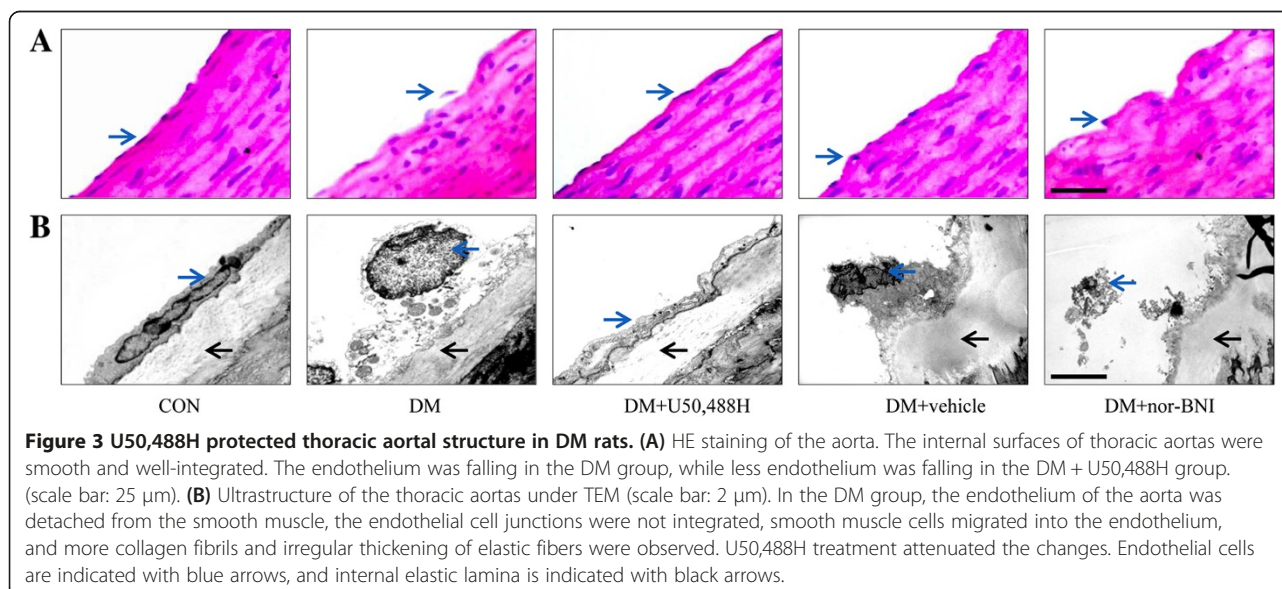 A
B
CON DM DM+U50,488H DM+vehicle DM+nor-BNI
Figure 3 U50,488H protected thoracic aortal structure in DM rats. (A) HE staining of the aorta. The internal surfaces of thoracic aortas were
smooth and well-integrated. The endothelium was falling in the DM group, while less endothelium was falling in the DM + U50,488H group.
(scale bar: 25 μm). (B) Ultrastructure of the thoracic aortas under TEM (scale bar: 2 μm). In the DM group, the endothelium of the aorta was
detached from the smooth muscle, the endothelial cell junctions were not integrated, smooth muscle cells migrated into the endothelium,
and more collagen fibrils and irregular thickening of elastic fibers were observed. U50,488H treatment attenuated the changes. Endothelial cells
are indicated with blue arrows, and internal elastic lamina is indicated with black arrows.